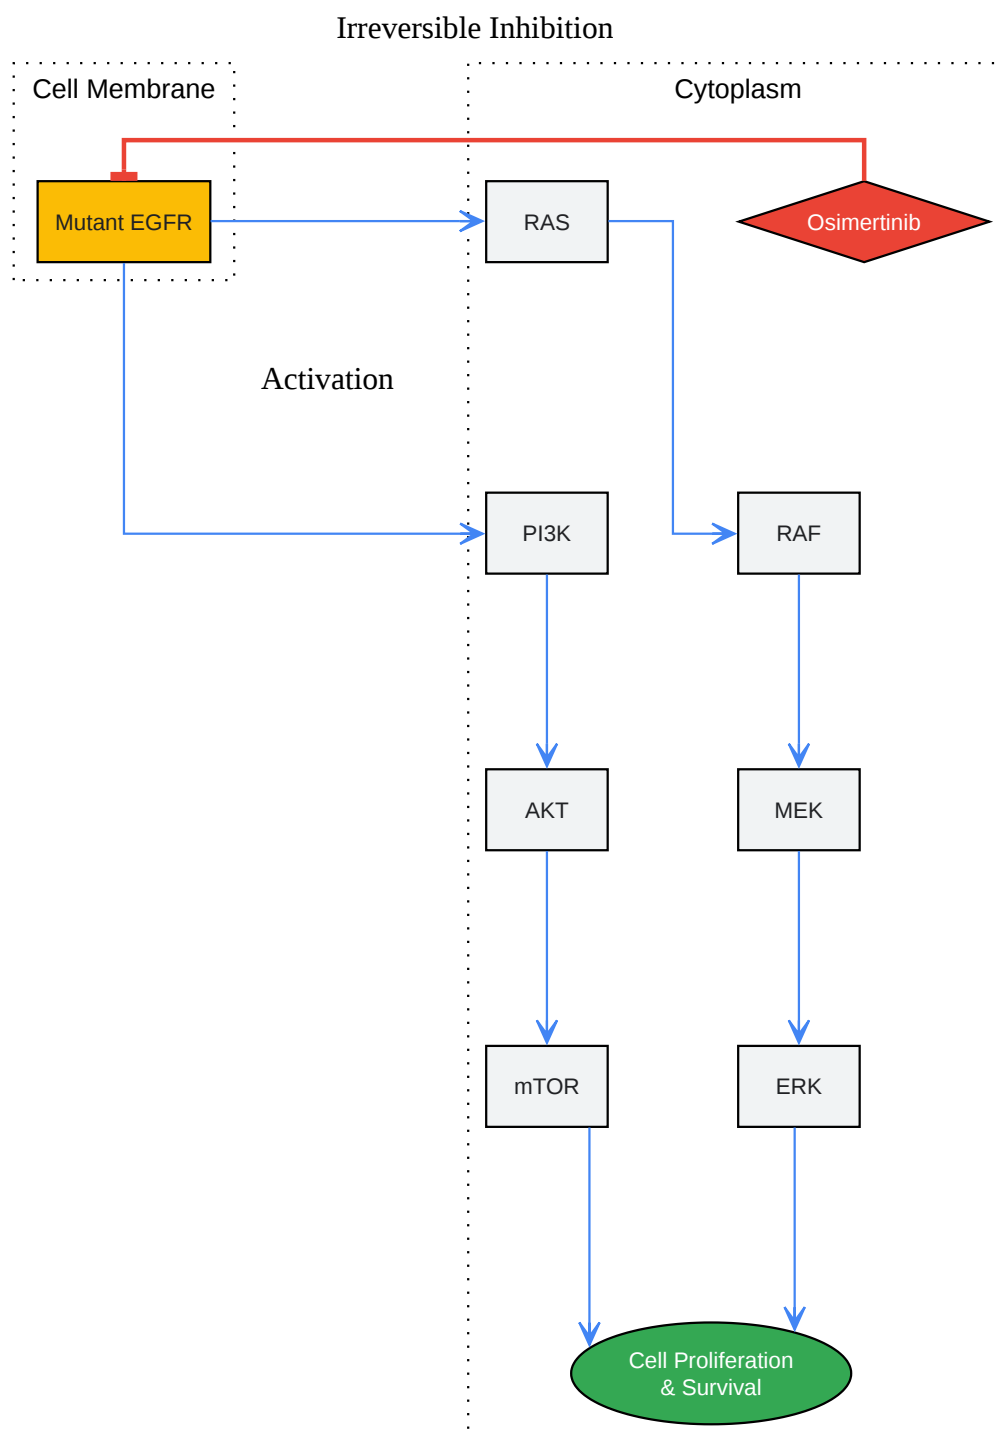 Irreversible Inhibition
Cell Membrane
Cytoplasm
Mutant EGFR
RAS
Osimertinib
Activation
PI3K
RAF
AKT
MEK
mTOR
ERK
Cell Proliferation
& Survival